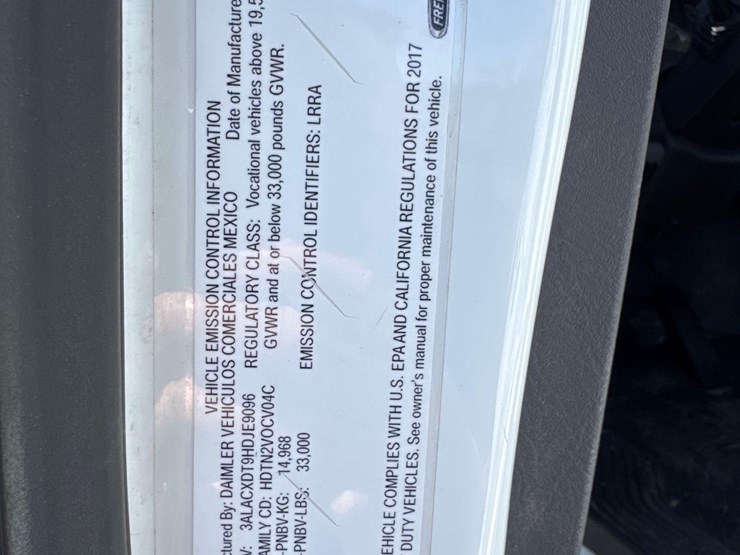 VEHICLE EMISSION CONTROL INFORMATION
ctured By: DAIMLER VEHICULOS COMERCIALES MEXICO Date of Manufacture
V: 3ALACXDT9HDJE9096 REGULATORY CLASS: Vocational vehicles above 19,5
AMILY CD: HDTN2VOCV04C GVWR and at or below 33,000 pounds GVWR.
-PNBV-KG: 14,968
-PNBV-LBS: 33,000 EMISSION CONTROL IDENTIFIERS: LRRA
EHICLE COMPLIES WITH U.S. EPA AND CALIFORNIA REGULATIONS FOR 2017
DUTY VEHICLES. See owner's manual for proper maintenance of this vehicle.
FRE